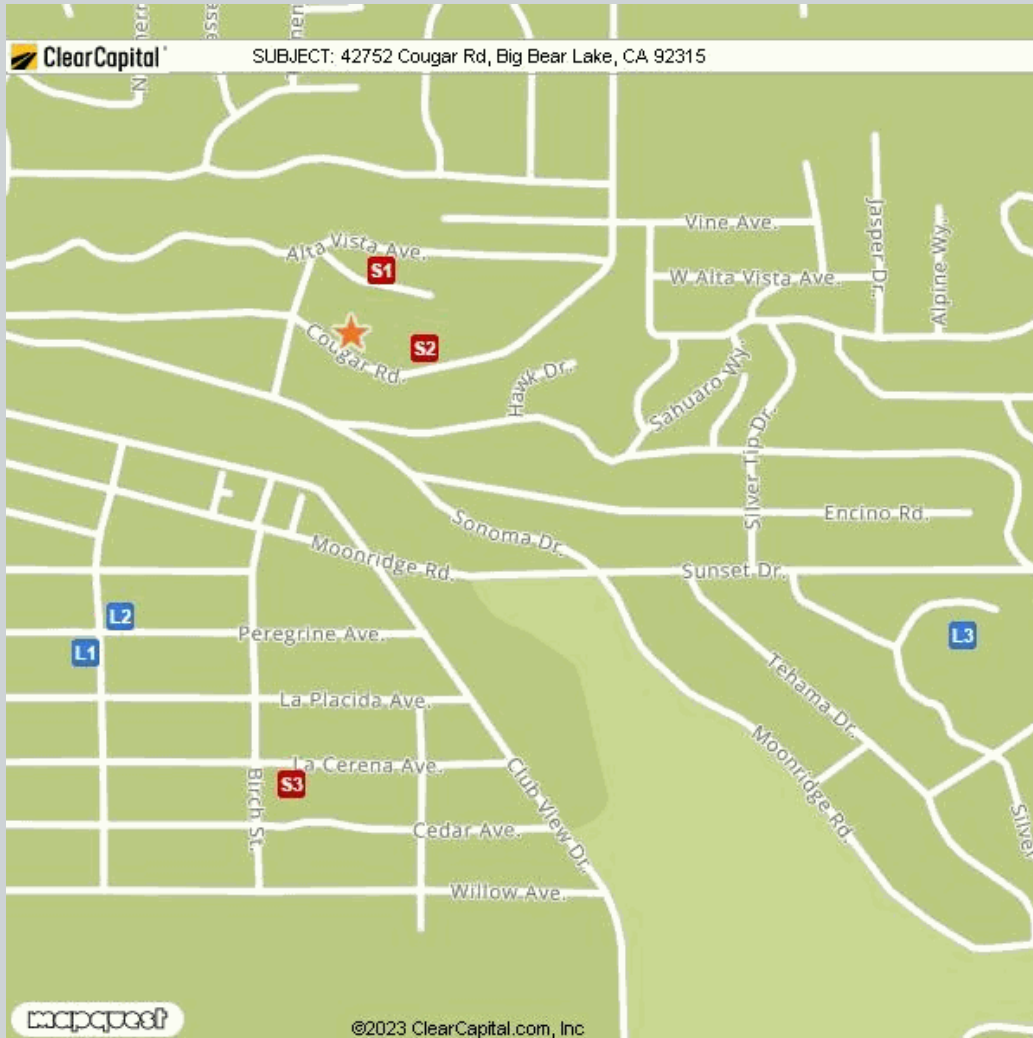 ClearCapital
SUBJECT: 42752 Cougar Rd, Big Bear Lake, CA 92315
Vine Ave.
Alta Vista Ave.
Jasper Dr.
Alpine Wy.
S1
W Alta Vista Ave.
Cougar Rd.
S2
Hawk Dr.
Sahuaro Wy.
Silver Tip Dr.
Encino Rd.
Sonoma Dr.
Moonridge Rd.
Sunset Dr.
L2
Peregrine Ave.
L1
L3
Tehama Dr.
La Placida Ave.
Moonridge Rd.
La Cerena Ave.
S3
Birch St.
Club View Dr.
Cedar Ave.
Willow Ave.
mapquest
©2023 ClearCapital.com, Inc